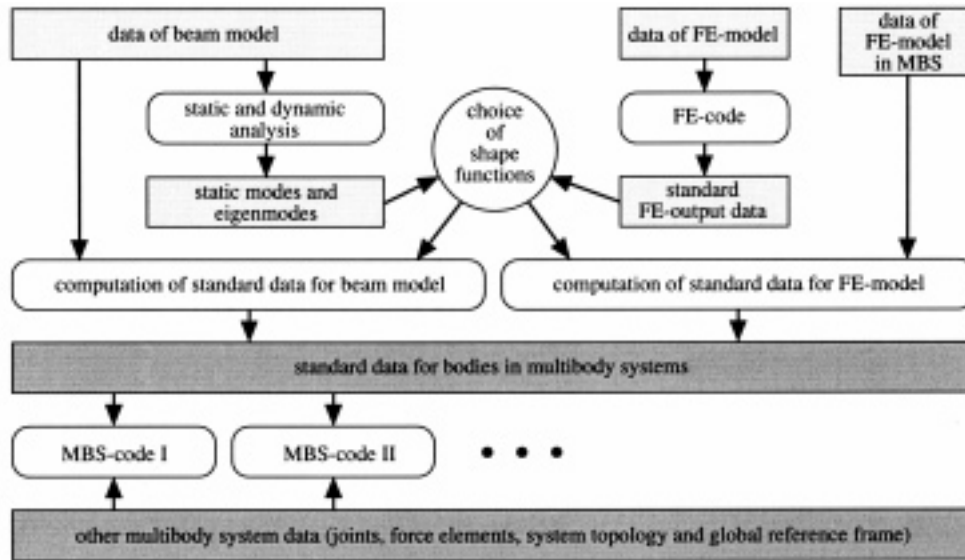 data of beam model
data of FE-model
data of
FE-model
in MBS
static and dynamic
analysis
choice
of
shape
functions
FE-code
static modes and
eigenmodes
standard
FE-output data
computation of standard data for beam model
computation of standard data for FE-model
standard data for bodies in multibody systems
MBS-code I
MBS-code II
• • •
other multibody system data (joints, force elements, system topology and global reference frame)